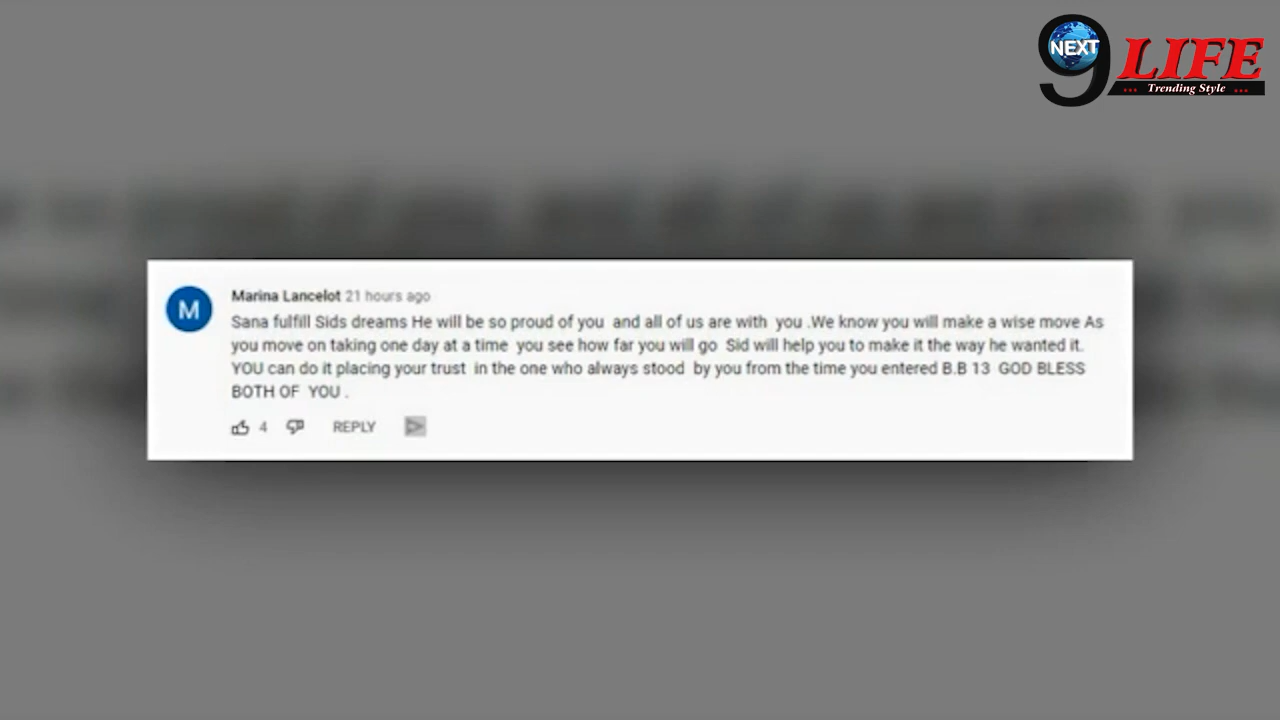 NEXT
9 LIFE
... Trending Style ...
M
Marina Lancelot 21 hours ago
Sana fulfill Sids dreams He will be so proud of you and all of us are with you .We know you will make a wise move As
you move on taking one day at a time you see how far you will go Sid will help you to make it the way he wanted it.
YOU can do it placing your trust in the one who always stood by you from the time you entered B.B 13 GOD BLESS
BOTH OF YOU .
4 REPLY